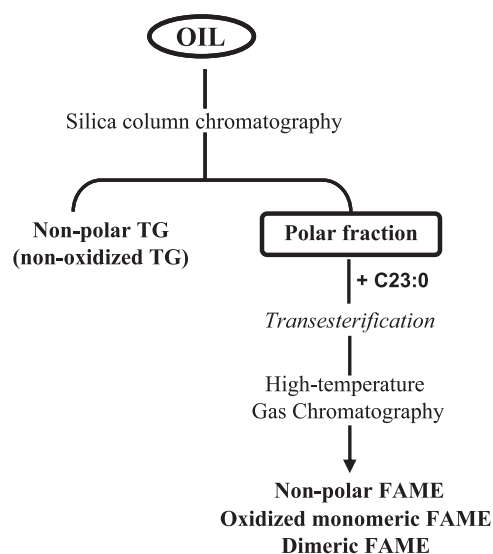 OIL
Silica column chromatography
Non-polar TG
(non-oxidized TG)
Polar fraction
+ C23:0
Transesterification
High-temperature
Gas Chromatography
Non-polar FAME
Oxidized monomeric FAME
Dimeric FAME